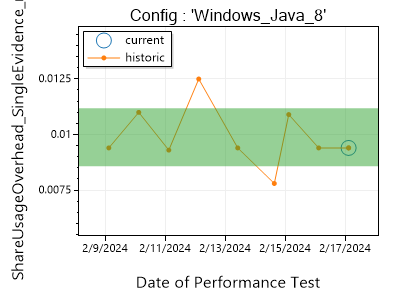 Config : 'Windows_Java_8'
current
historic
ShareUsageOverhead_SingleEvidence_
0.0125
0.01
0.0075
2/9/2024
2/11/2024
2/13/2024
2/15/2024
2/17/2024
Date of Performance Test